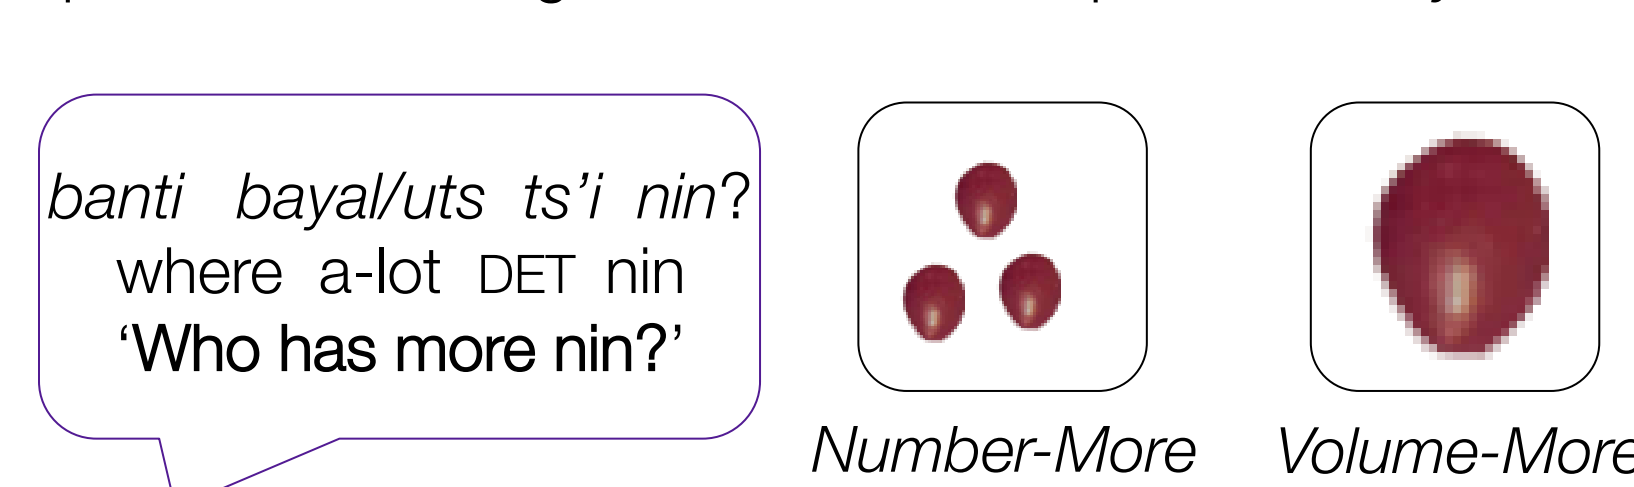 banti bayal/uts ts'i nin?
where a-lot DET nin
‘Who has more nin?’
Number-More
Volume-More